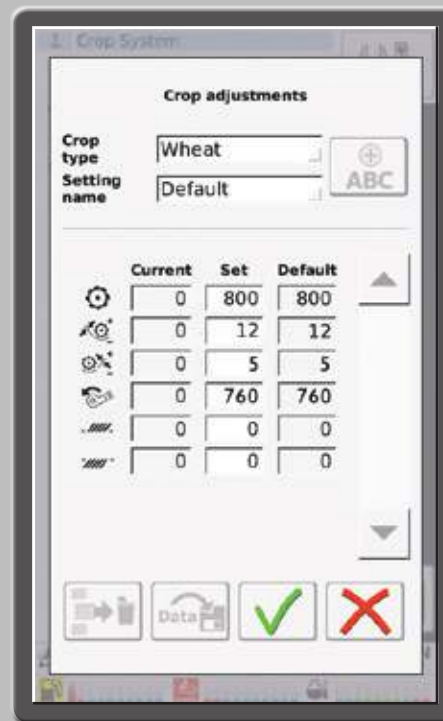 1 Crop System
Crop adjustments
Crop type Wheat
Setting name Default
ABC
Current Set Default
0 800 800
0 12 12
0 5 5
0 760 760
0 0 0
0 0 0
Data